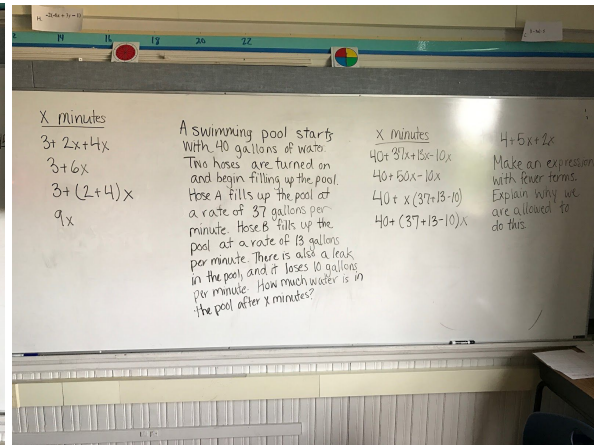 14 16 18 20 22
X minutes
3+ 2x+4x
3+6x
3+(2+4)x
9x
A swimming pool starts
with 40 gallons of water.
Two hoses are turned on
and begin filling up the pool.
Hose A fills up the pool at
a rate of 37 gallons per
minute. Hose B fills up the
pool at a rate of 13 gallons
per minute. There is also a leak
in the pool, and it loses 10 gallons
per minute. How much water is in
the pool after x minutes?
X minutes
40+ 37x+13x-10x
40+50x-10x
40+ x(37+13-10)
40+(37+13-10)x
4+5x+2x
Make an expression
with fewer terms.
Explain why we
are allowed to
do this.